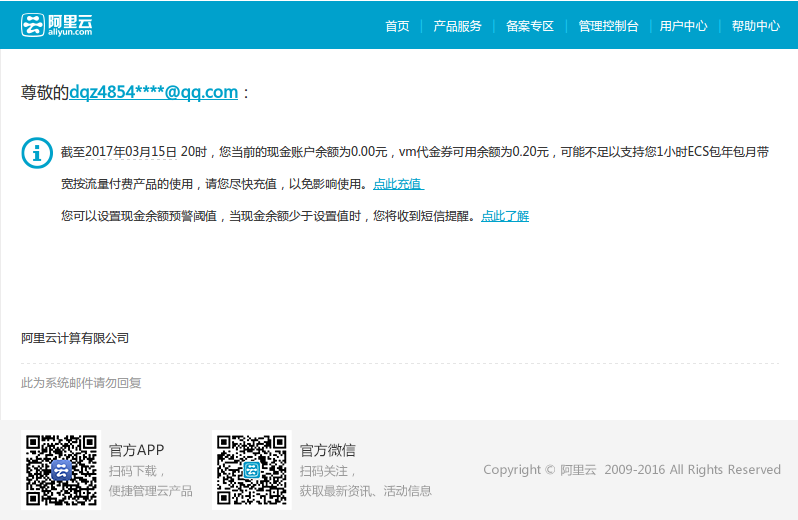 阿里云
aliyun.com
首页 | 产品服务 | 备案专区 | 管理控制台 | 用户中心 | 帮助中心
尊敬的dqz4854****@qq.com：
截至2017年03月15日 20时，您当前的现金账户余额为0.00元，vm代金券可用余额为0.20元，可能不足以支持您1小时ECS包年包月带
宽按流量付费产品的使用，请您尽快充值，以免影响使用。点此充值
您可以设置现金余额预警阈值，当现金余额少于设置值时，您将收到短信提醒。点此了解
阿里云计算有限公司
此为系统邮件请勿回复
官方APP
扫码下载，
便捷管理云产品
官方微信
扫码关注，
获取最新资讯、活动信息
Copyright © 阿里云 2009-2016 All Rights Reserved